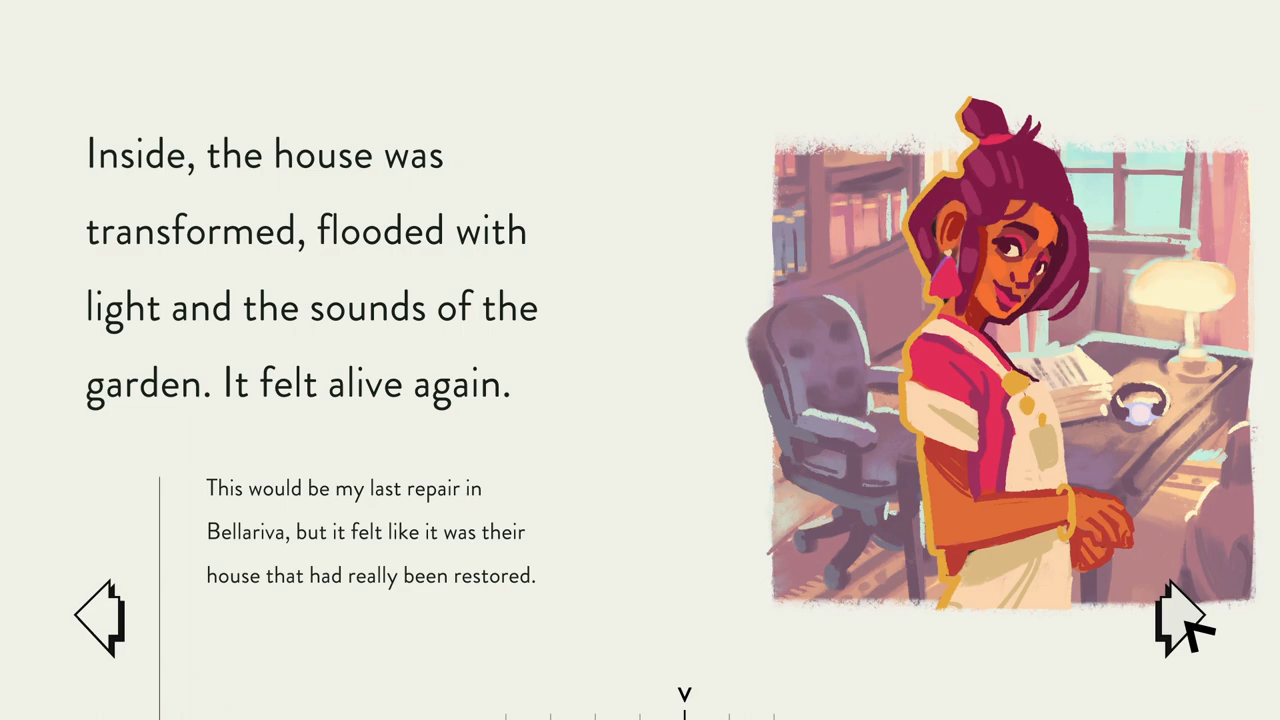 Inside, the house was
transformed, flooded with
light and the sounds of the
garden. It felt alive again.
This would be my last repair in
Bellariva, but it felt like it was their
house that had really been restored.